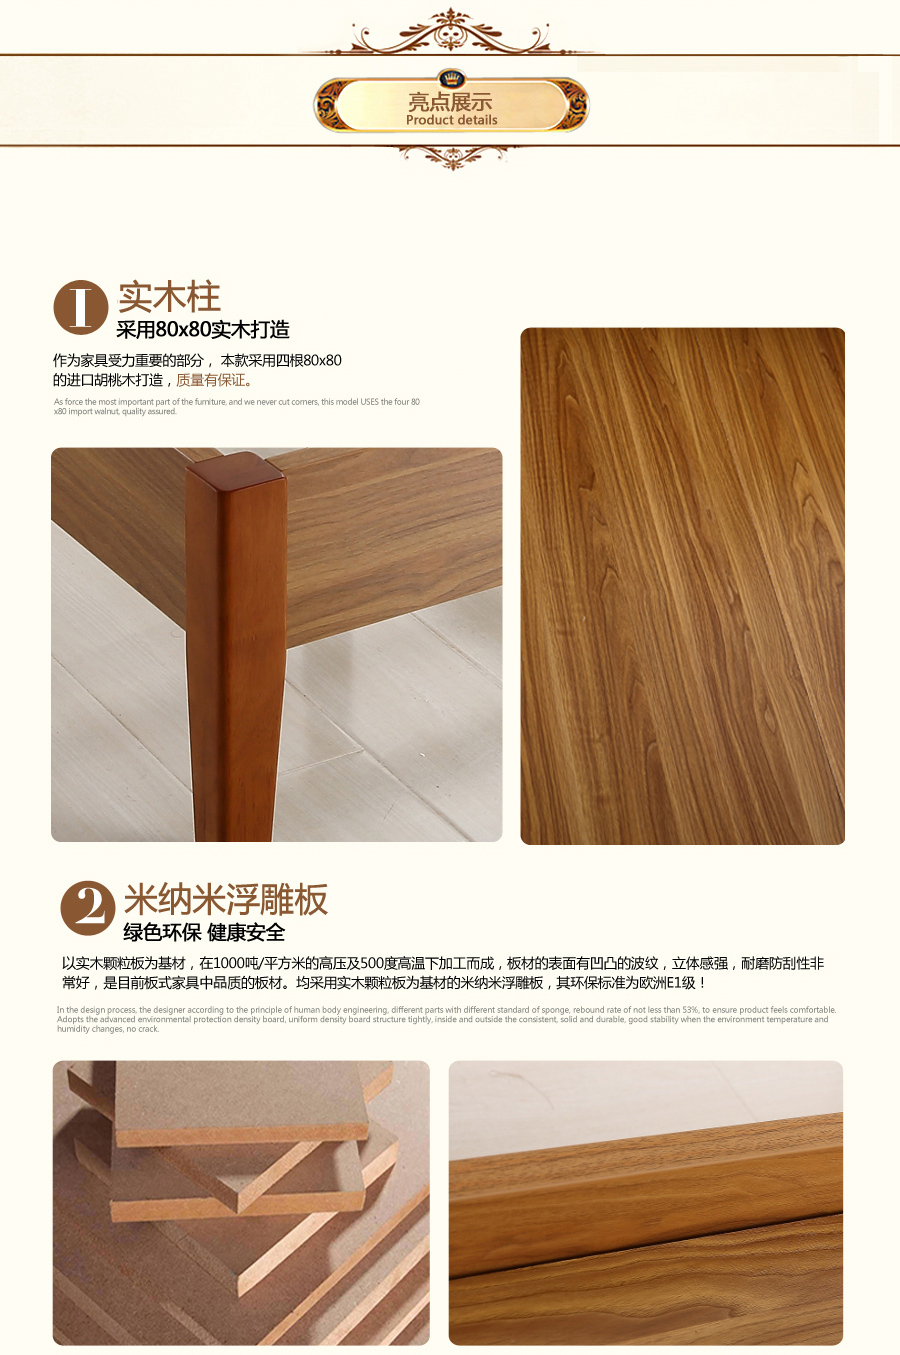 亮点展示
Product details
1 实木柱
采用80x80实木打造
作为家具受力重要的部分，本款采用四根80x80
的进口胡桃木打造，质量有保证。
As force the most important part of the furniture, and we never cut corners, this model USES the four 80
x80 import walnut, quality assured.
2 米纳米浮雕板
绿色环保 健康安全
以实木颗粒板为基材，在1000吨/平方米的高压及500度高温下加工而成，板材的表面有凹凸的波纹，立体感强，耐磨防刮性非
常好，是目前板式家具中品质的板材。均采用实木颗粒板为基材的米纳米浮雕板，其环保标准为欧洲E1级！
In the design process, the designer according to the principle of human body engineering, different parts with different standard of sponge, rebound rate of not less than 53%, to ensure product feels comfortable.
Adopts the advanced environmental protection density board, uniform density board structure tightly, inside and outside the consistent, solid and durable, good stability when the environment temperature and
humidity changes, no crack.